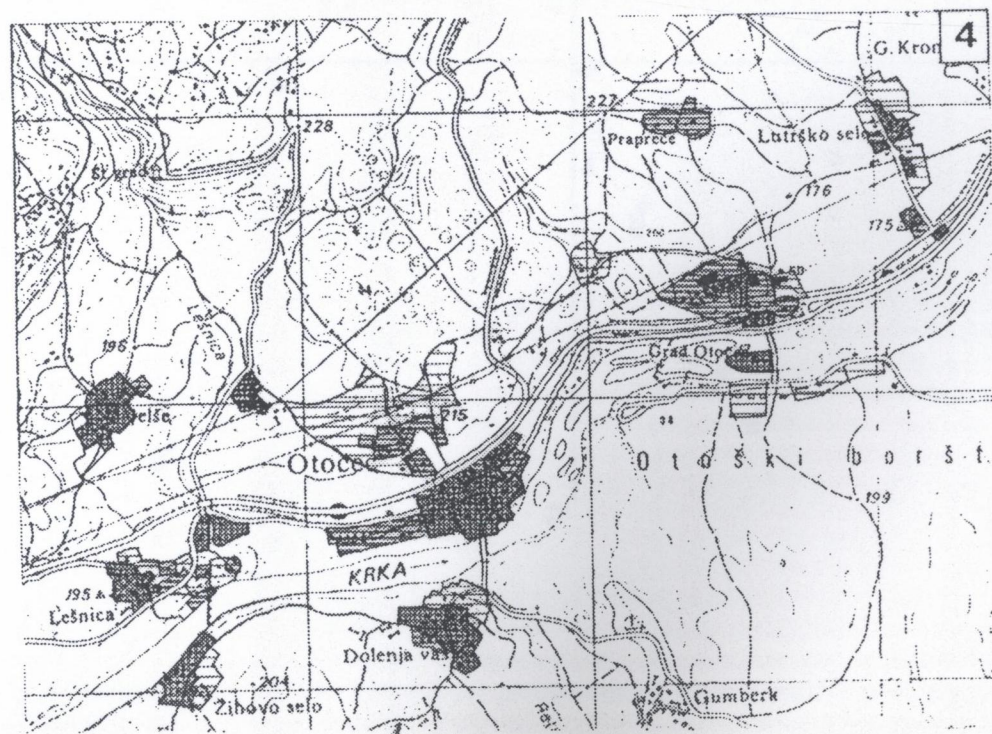 4
G. Kron
227
Prapreče
Lutrško selo
228
St. grad
176
175
200
Lešnica
196
Grad Otočec
215
Otočec
Otoški boršt
199
KRKA
195
Lešnica
Dolenja vas
204
Žihovo selo
Gumberk